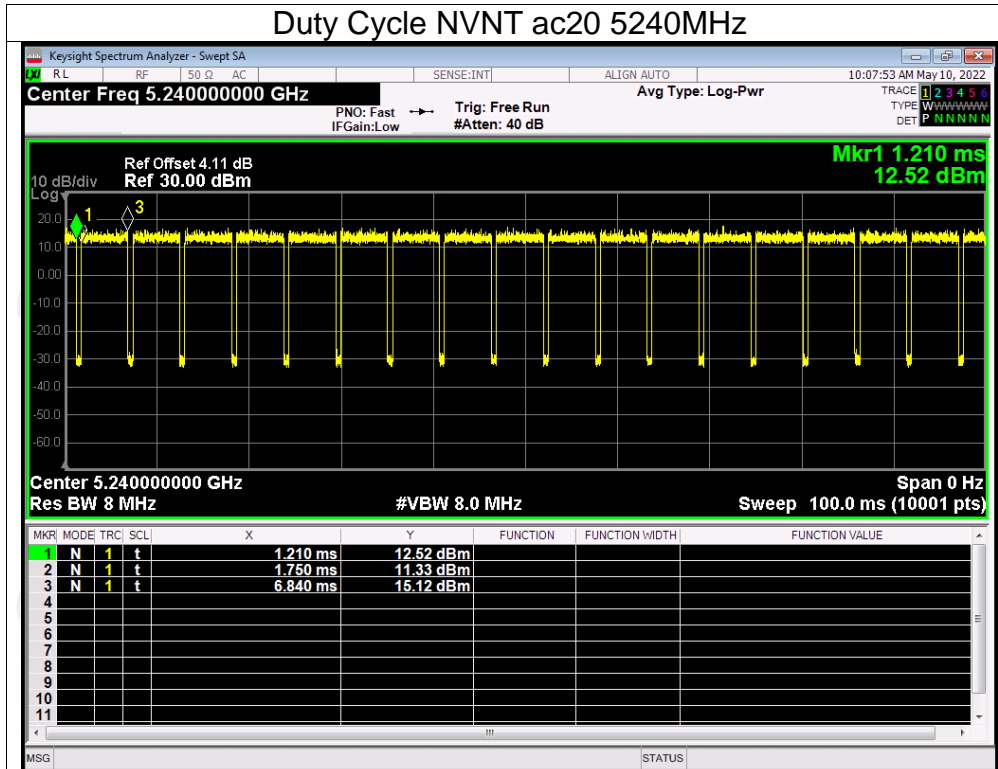 Duty Cycle NVNT ac20 5240MHz
Keysight Spectrum Analyzer - Swept SA
LXI RL RF 50 Ω AC SENSE:INT ALIGN AUTO 10:07:53 AM May 10, 2022
Center Freq 5.240000000 GHz
PNO: Fast
IFGain:Low
Trig: Free Run
#Atten: 40 dB
Avg Type: Log-Pwr
TRACE 1 2 3 4 5 6
TYPE WWWWWW
DET P N N N N N
Ref Offset 4.11 dB
10 dB/div Ref 30.00 dBm
Log
Mkr1 1.210 ms
12.52 dBm
1 3
20.0
10.0
0.00
-10.0
-20.0
-30.0
-40.0
-50.0
-60.0
Center 5.240000000 GHz Span 0 Hz
Res BW 8 MHz #VBW 8.0 MHz Sweep 100.0 ms (10001 pts)
MKR MODE TRC SCL X Y FUNCTION FUNCTION WIDTH FUNCTION VALUE
1 N 1 t 1.210 ms 12.52 dBm
2 N 1 t 1.750 ms 11.33 dBm
3 N 1 t 6.840 ms 15.12 dBm
4
5
6
7
8
9
10
11
MSG STATUS